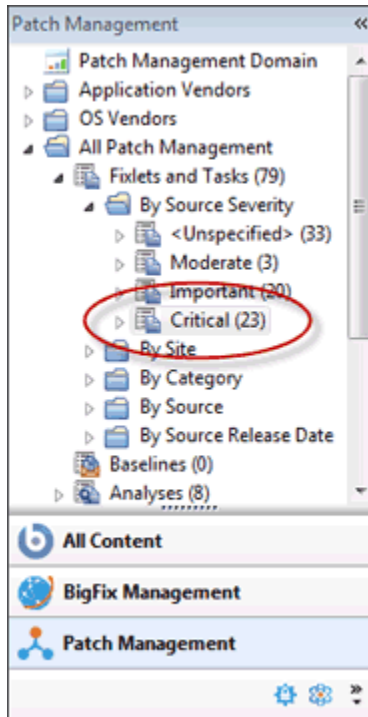 Patch Management «
Patch Management Domain
Application Vendors
OS Vendors
All Patch Management
Fixlets and Tasks (79)
By Source Severity
<Unspecified> (33)
Moderate (3)
Important (20)
Critical (23)
By Site
By Category
By Source
By Source Release Date
Baselines (0)
Analyses (8)
All Content
BigFix Management
Patch Management